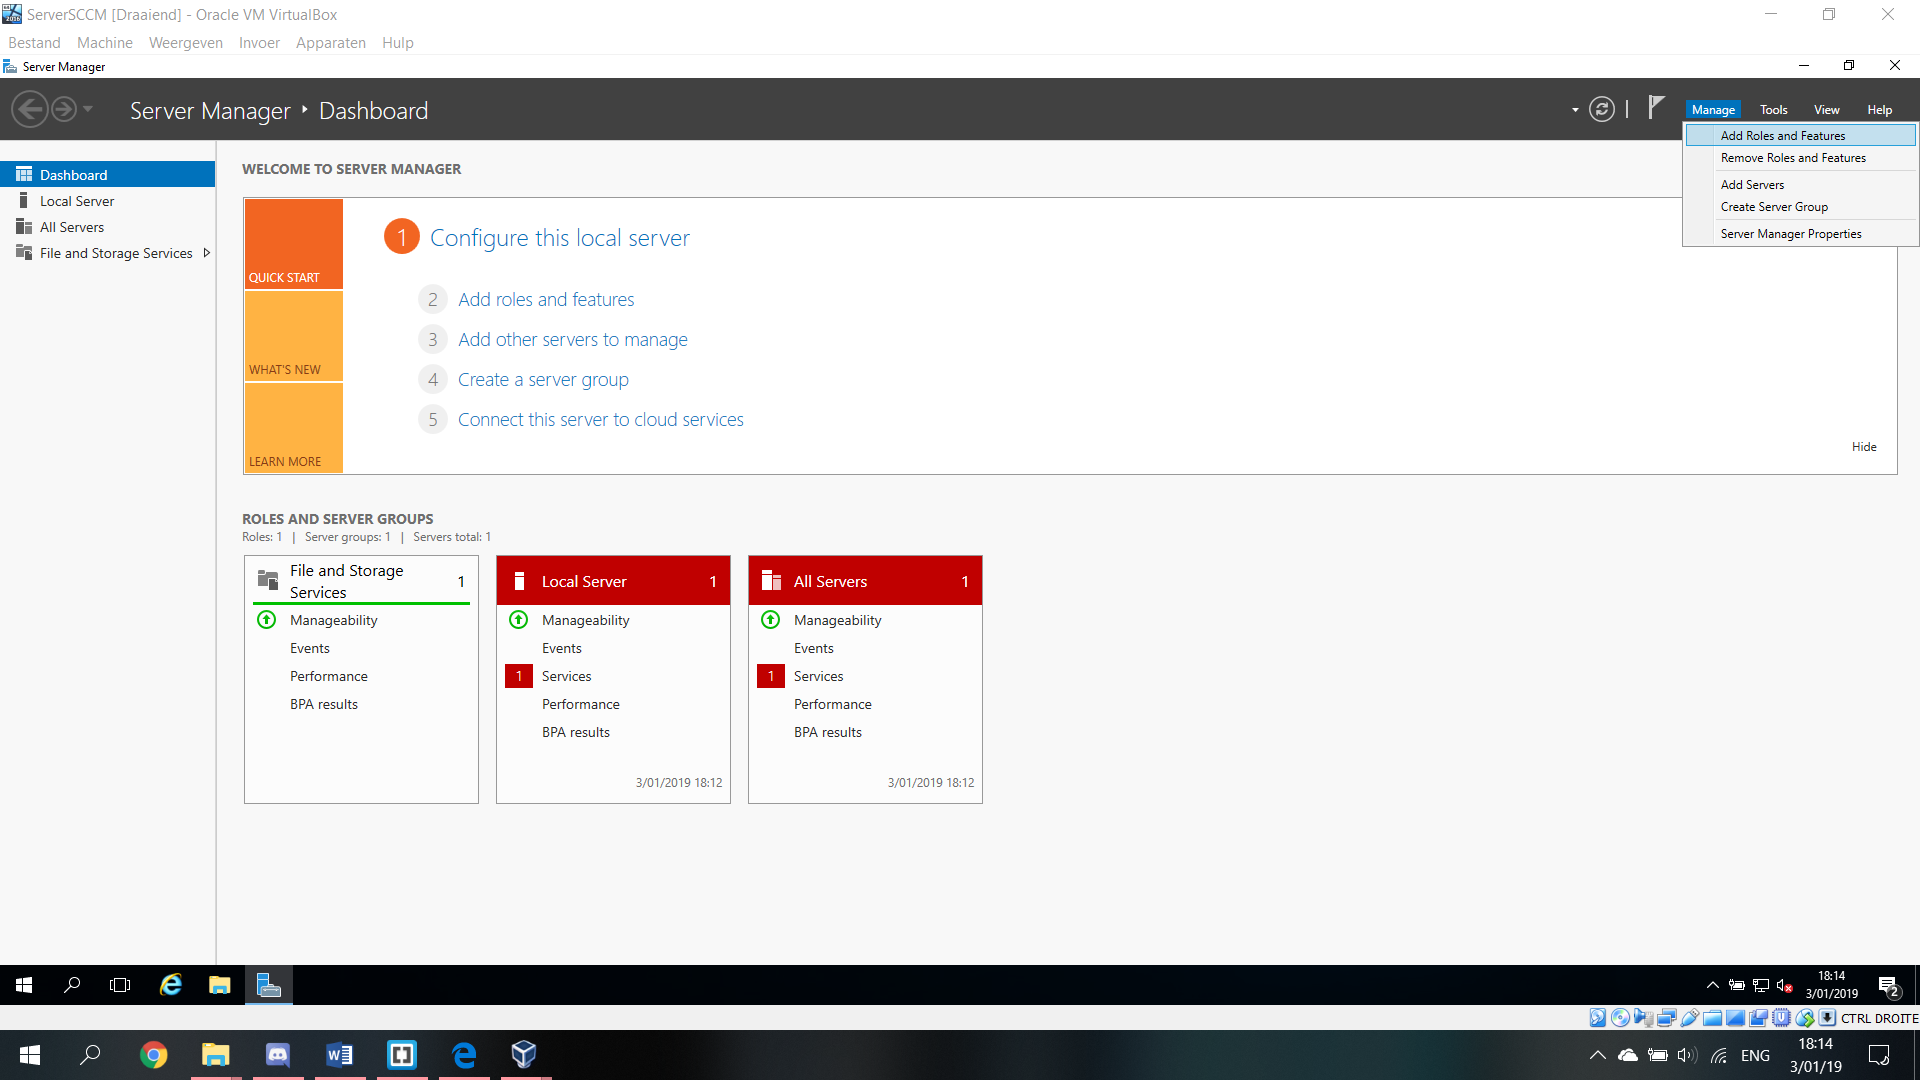 ServerSCCM [Draaiend] - Oracle VM VirtualBox
Bestand Machine Weergeven Invoer Apparaten Hulp
Server Manager
Server Manager Dashboard
Manage Tools View Help
Add Roles and Features
Remove Roles and Features
Add Servers
Create Server Group
Server Manager Properties
Dashboard
Local Server
All Servers
File and Storage Services
WELCOME TO SERVER MANAGER
QUICK START
WHAT'S NEW
LEARN MORE
1 Configure this local server
2 Add roles and features
3 Add other servers to manage
4 Create a server group
5 Connect this server to cloud services
Hide
ROLES AND SERVER GROUPS
Roles: 1 | Server groups: 1 | Servers total: 1
File and Storage
Services
1
Manageability
Events
Performance
BPA results
Local Server 1
Manageability
Events
1 Services
Performance
BPA results
3/01/2019 18:12
All Servers 1
Manageability
Events
1 Services
Performance
BPA results
3/01/2019 18:12
18:14
3/01/2019
2
CTRL DROITE
ENG
18:14
3/01/19